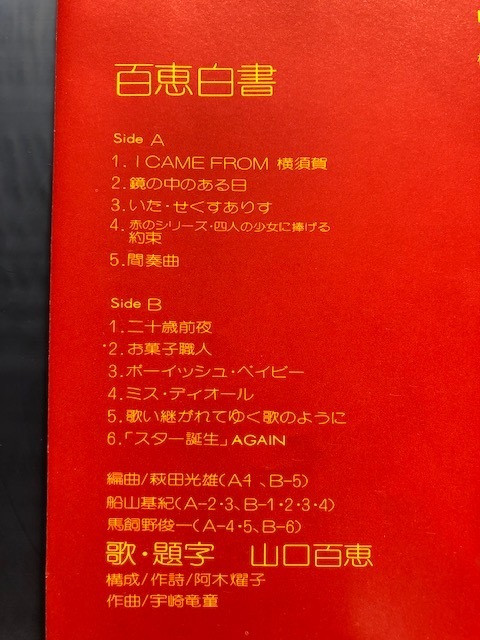 百恵白書
Side A
1. I CAME FROM 横須賀
2. 鏡の中のある日
3. いた・せくすありす
4. 赤のシリーズ・四人の少女に捧げる
約束
5. 間奏曲
Side B
1. 二十歳前夜
2. お菓子職人
3. ボーイッシュ・ベイビー
4. ミス・ディオール
5. 歌い継がれてゆく歌のように
6.「スター誕生」AGAIN
編曲/萩田光雄(A1、B-5)
船山基紀(A-2・3、B-1・2・3・4)
馬飼野俊一(A-4・5、B-6)
歌・題字 山口百恵
構成/作詩/阿木燿子
作曲/宇崎竜童